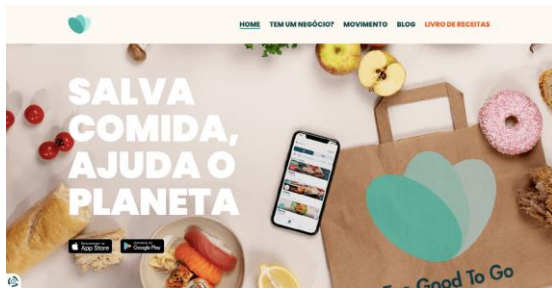 HOME TEM UM NEGÓCIO? MOVIMENTO BLOG LIVRO DE RECEITAS
SALVA
COMIDA,
AJUDA O
PLANETA
App Store Google Play
Too Good To Go